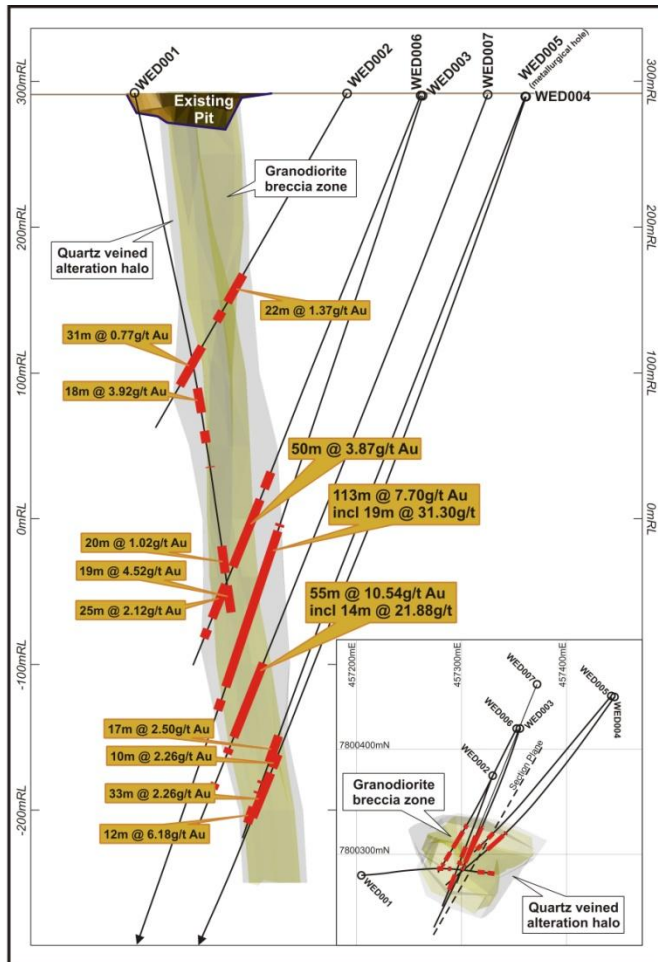 WED001
WED002
WED006
WED003
WED007
WED005
(metallurgical hole)
WED004
300mRL
300mRL
Existing
Pit
Granodiorite
breccia zone
200mRL
200mRL
Quartz veined
alteration halo
22m @ 1.37g/t Au
31m @ 0.77g/t Au
100mRL
100mRL
18m @ 3.92g/t Au
50m @ 3.87g/t Au
113m @ 7.70g/t Au
incl 19m @ 31.30g/t
0mRL
0mRL
20m @ 1.02g/t Au
19m @ 4.52g/t Au
25m @ 2.12g/t Au
55m @ 10.54g/t Au
incl 14m @ 21.88g/t
-100mRL
17m @ 2.50g/t Au
10m @ 2.26g/t Au
33m @ 2.26g/t Au
12m @ 6.18g/t Au
-200mRL
457200mE
457300mE
457400mE
WED007
WED005
WED004
WED006
WED003
7800400mN
WED002
Section Plane
Granodiorite
breccia zone
7800300mN
WED001
Quartz veined
alteration halo